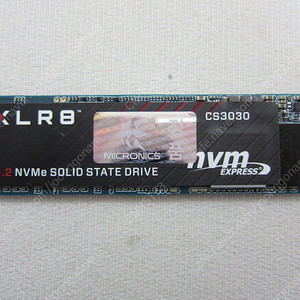 XLR8
CS3030
MICRONICS
nvm
EXPRESS
.2 NVMe SOLID STATE DRIVE